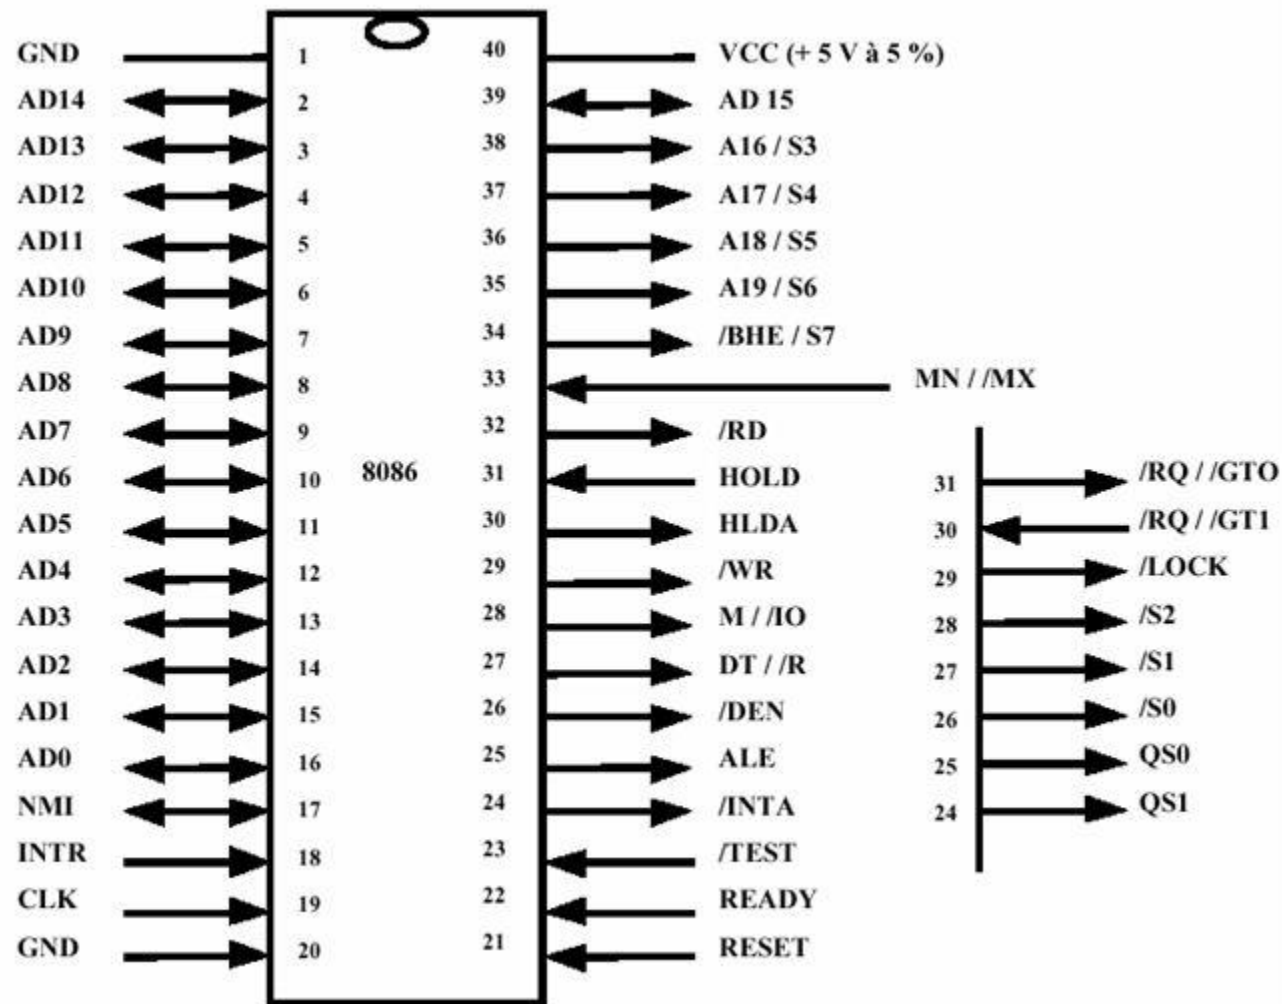 GND 1 40 VCC (+ 5 V à 5 %)
AD14 2 39 AD 15
AD13 3 38 A16 / S3
AD12 4 37 A17 / S4
AD11 5 36 A18 / S5
AD10 6 35 A19 / S6
AD9 7 34 /BHE / S7
AD8 8 33 MN / /MX
AD7 9 32 /RD
AD6 10 8086 31 HOLD 31 /RQ / /GTO
AD5 11 30 HLDA 30 /RQ / /GT1
AD4 12 29 /WR 29 /LOCK
AD3 13 28 M / /IO 28 /S2
AD2 14 27 DT / /R 27 /S1
AD1 15 26 /DEN 26 /S0
AD0 16 25 ALE 25 QS0
NMI 17 24 /INTA 24 QS1
INTR 18 23 /TEST
CLK 19 22 READY
GND 20 21 RESET